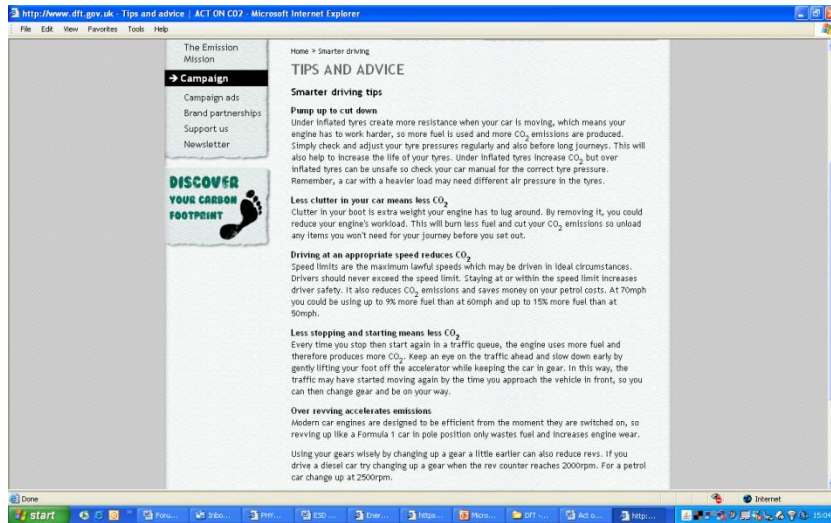 http://www.dft.gov.uk - Tips and advice | ACT ON CO2 - Microsoft Internet Explorer
File Edit View Favorites Tools Help
The Emission
Mission
Campaign
Campaign ads
Brand partnerships
Support us
Newsletter
DISCOVER
YOUR CARBON
FOOTPRINT
Home > Smarter driving
TIPS AND ADVICE
Smarter driving tips
Pump up to cut down
Under inflated tyres create more resistance when your car is moving, which means your
engine has to work harder, so more fuel is used and more CO2 emissions are produced.
Simply check and adjust your tyre pressures regularly and also before long journeys. This will
also help to increase the life of your tyres. Under inflated tyres increase CO2 but over
inflated tyres can be unsafe so check your car manual for the correct tyre pressure.
Remember, a car with a heavier load may need different air pressure in the tyres.
Less clutter in your car means less CO2
Clutter in your boot is extra weight your engine has to lug around. By removing it, you could
reduce your engine's workload. This will burn less fuel and cut your CO2 emissions so unload
any items you won't need for your journey before you set out.
Driving at an appropriate speed reduces CO2
Speed limits are the maximum lawful speeds which may be driven in ideal circumstances.
Drivers should never exceed the speed limit. Staying at or within the speed limit increases
driver safety. It also reduces CO2 emissions and saves money on your petrol costs. At 70mph
you could be using up to 9% more fuel than at 60mph and up to 15% more fuel than at
50mph.
Less stopping and starting means less CO2
Every time you stop then start again in a traffic queue, the engine uses more fuel and
therefore produces more CO2. Keep an eye on the traffic ahead and slow down early by
gently lifting your foot off the accelerator while keeping the car in gear. In this way, the
traffic may have started moving again by the time you approach the vehicle in front, so you
can then change gear and be on your way.
Over revving accelerates emissions
Modern car engines are designed to be efficient from the moment they are switched on, so
revving up like a Formula 1 car in pole position only wastes fuel and increases engine wear.
Using your gears wisely by changing up a gear a little earlier can also reduce revs. If you
drive a diesel car try changing up a gear when the rev counter reaches 2000rpm. For a petrol
car change up at 2500rpm.
Done Internet
start Foru... Inbo... PHY... ESD ... Ener... https... Micro... DfT -... Act o... http:... 15:04